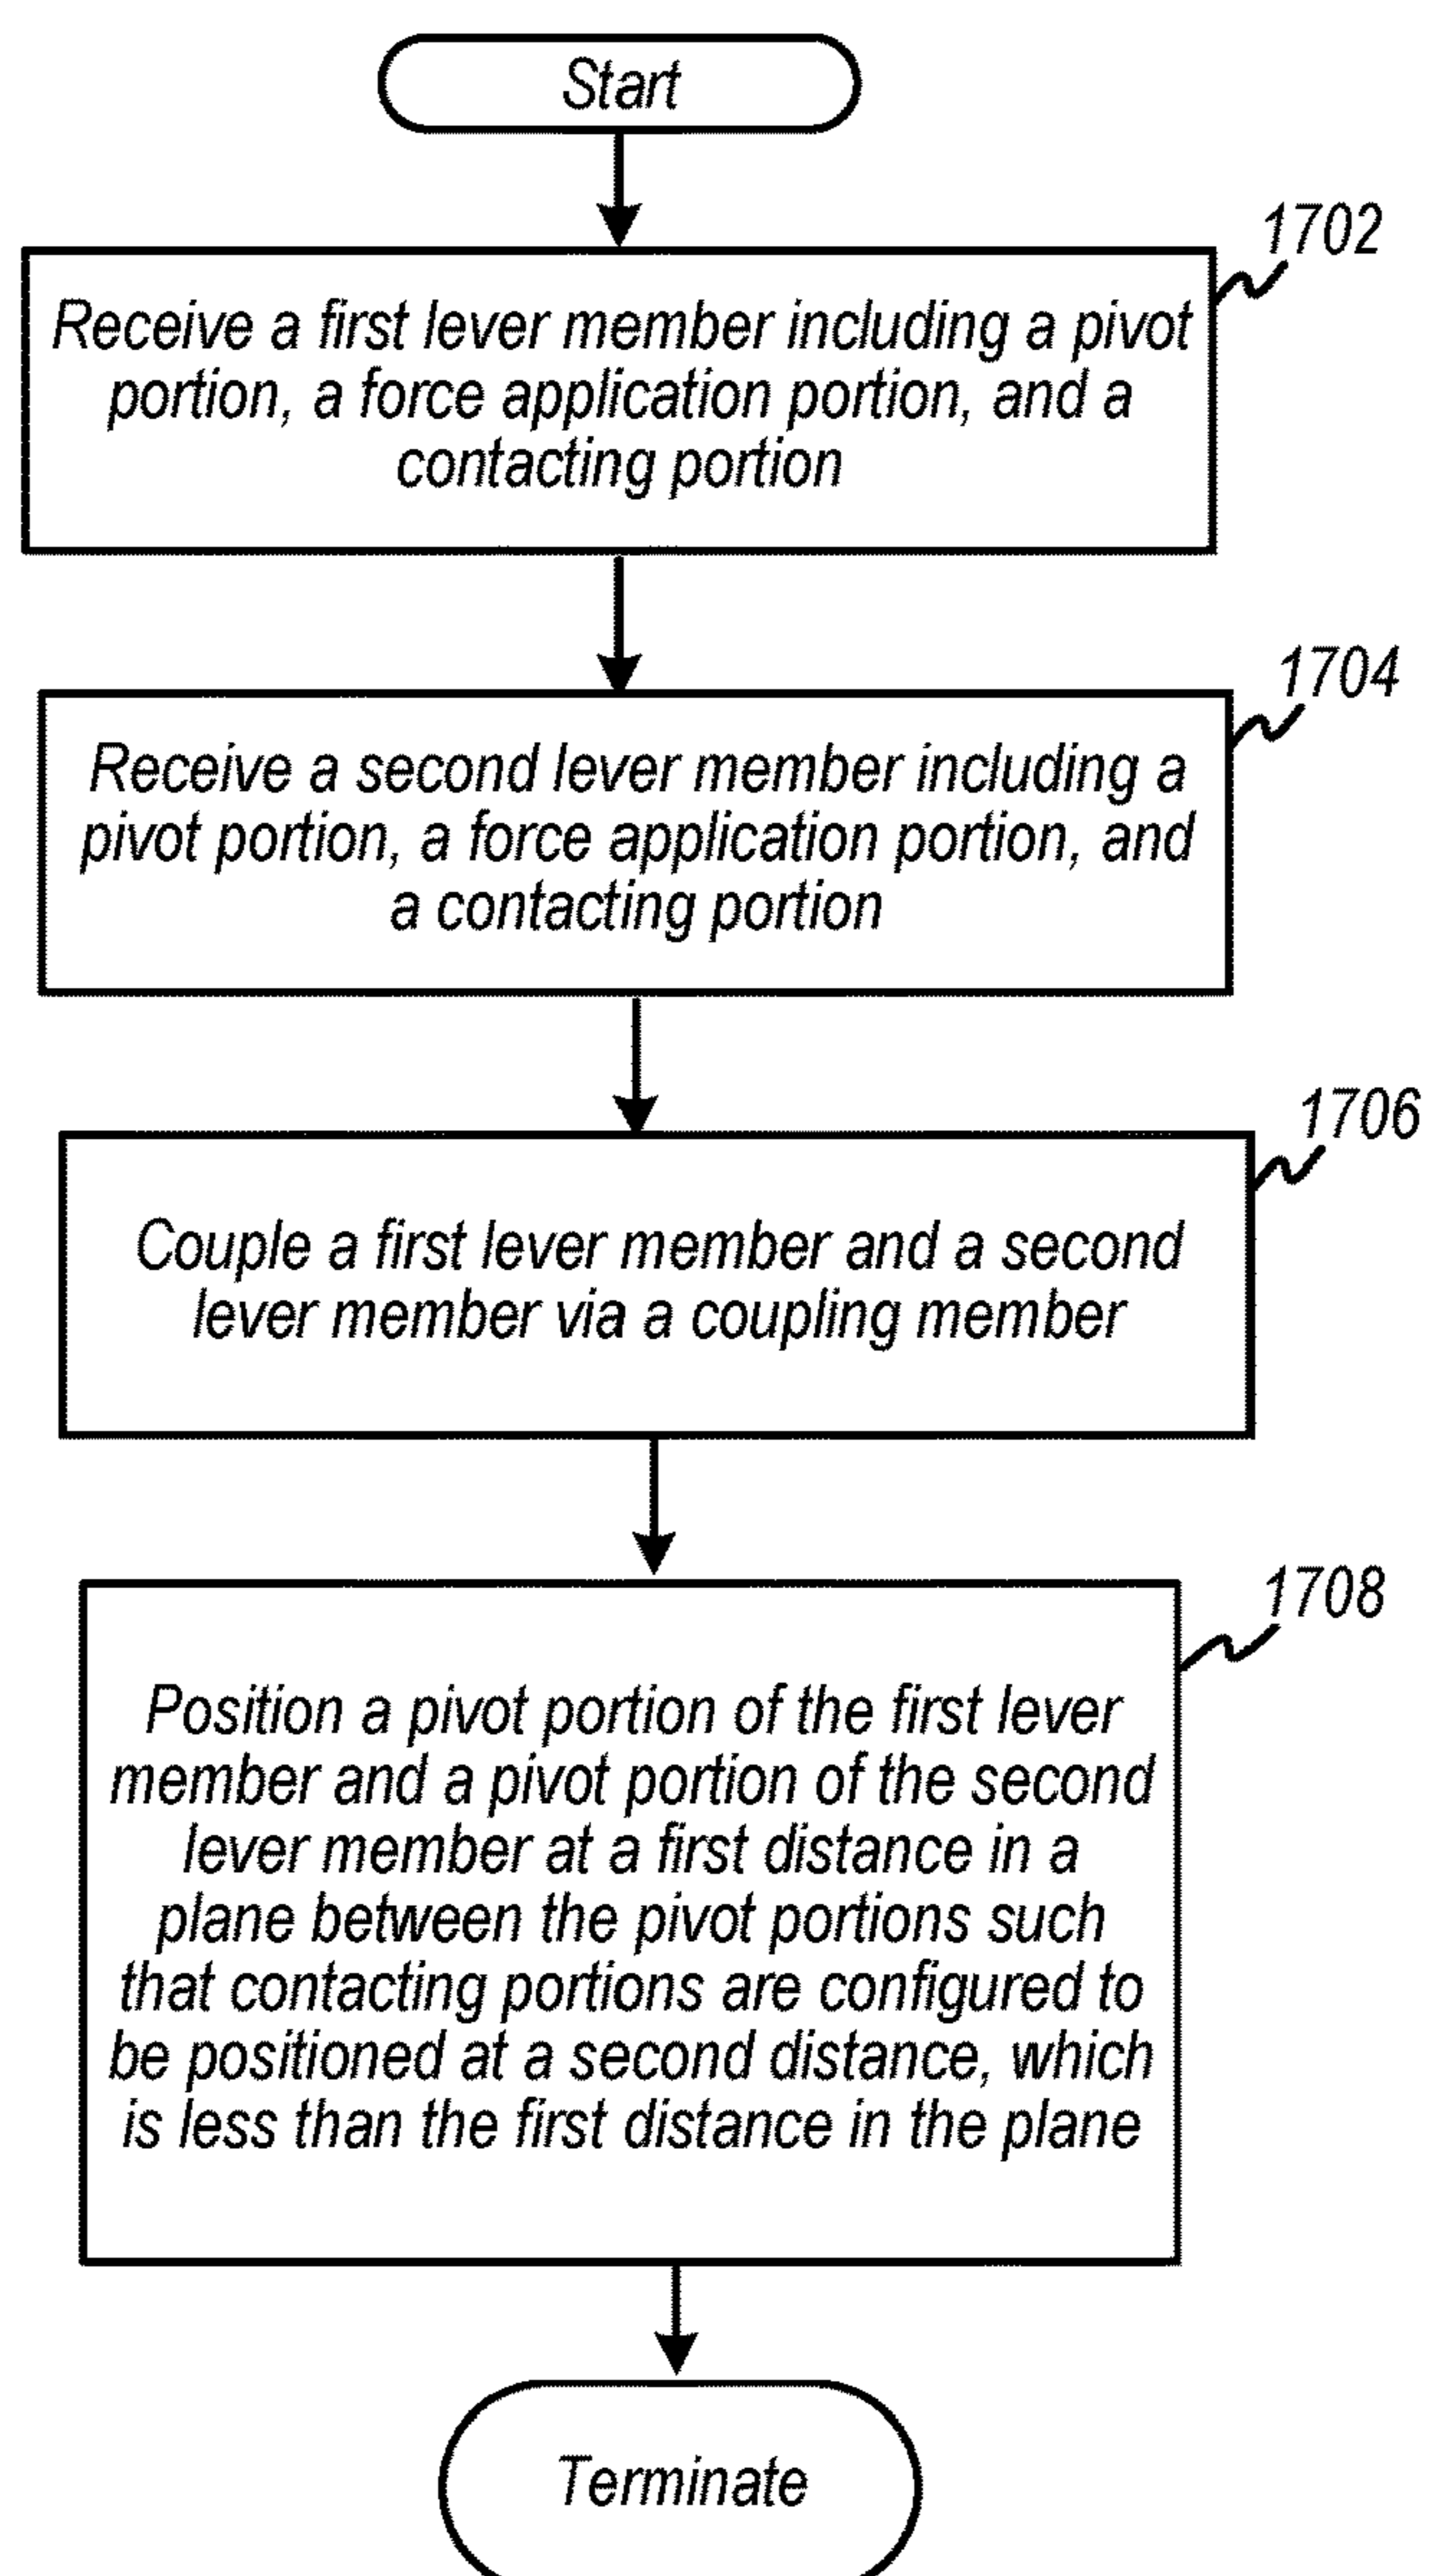 Start
1702
Receive a first lever member including a pivot
portion, a force application portion, and a
contacting portion
1704
Receive a second lever member including a
pivot portion, a force application portion, and
a contacting portion
1706
Couple a first lever member and a second
lever member via a coupling member
1708
Position a pivot portion of the first lever
member and a pivot portion of the second
lever member at a first distance in a
plane between the pivot portions such
that contacting portions are configured to
be positioned at a second distance, which
is less than the first distance in the plane
Terminate